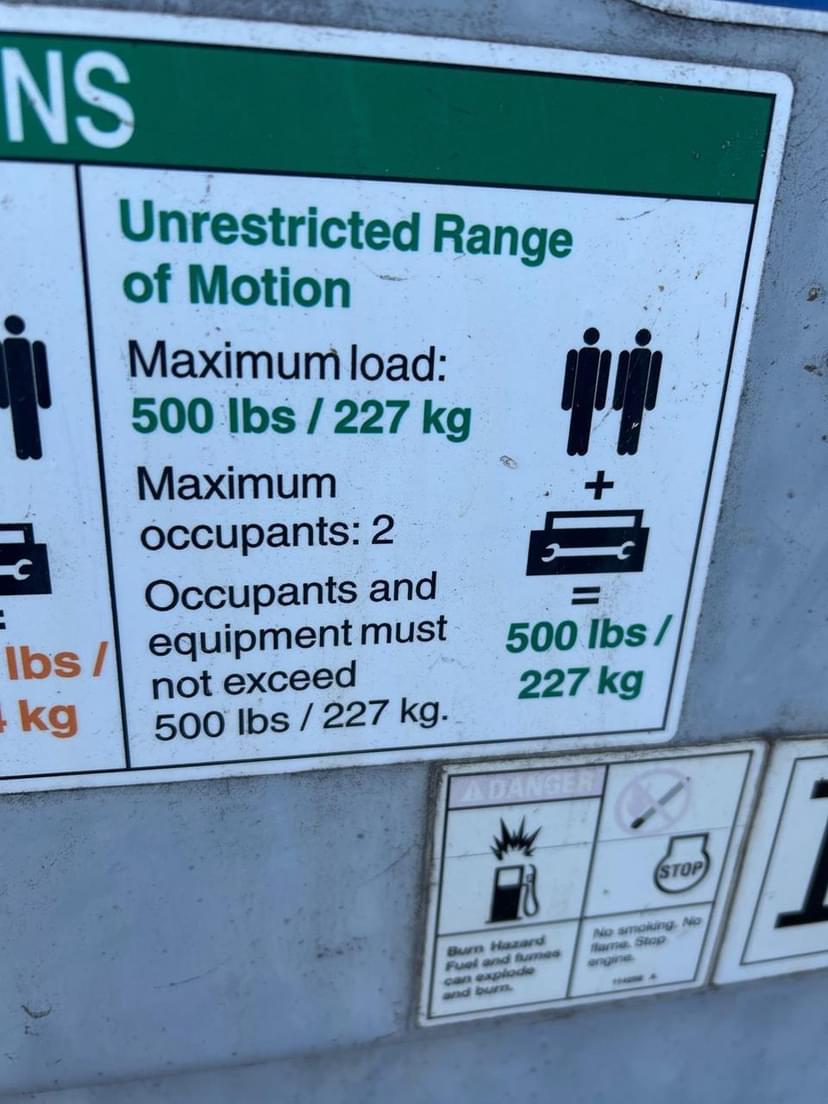 NS
Unrestricted Range
of Motion
Maximum load:
500 lbs / 227 kg
Maximum
occupants: 2
Occupants and
equipment must
not exceed
500 lbs / 227 kg.
+
=
500 lbs /
227 kg
lbs /
kg
DANGER
STOP
Burn Hazard
Fuel and fumes
can explode
and burn.
No smoking. No
flame. Stop
engine.